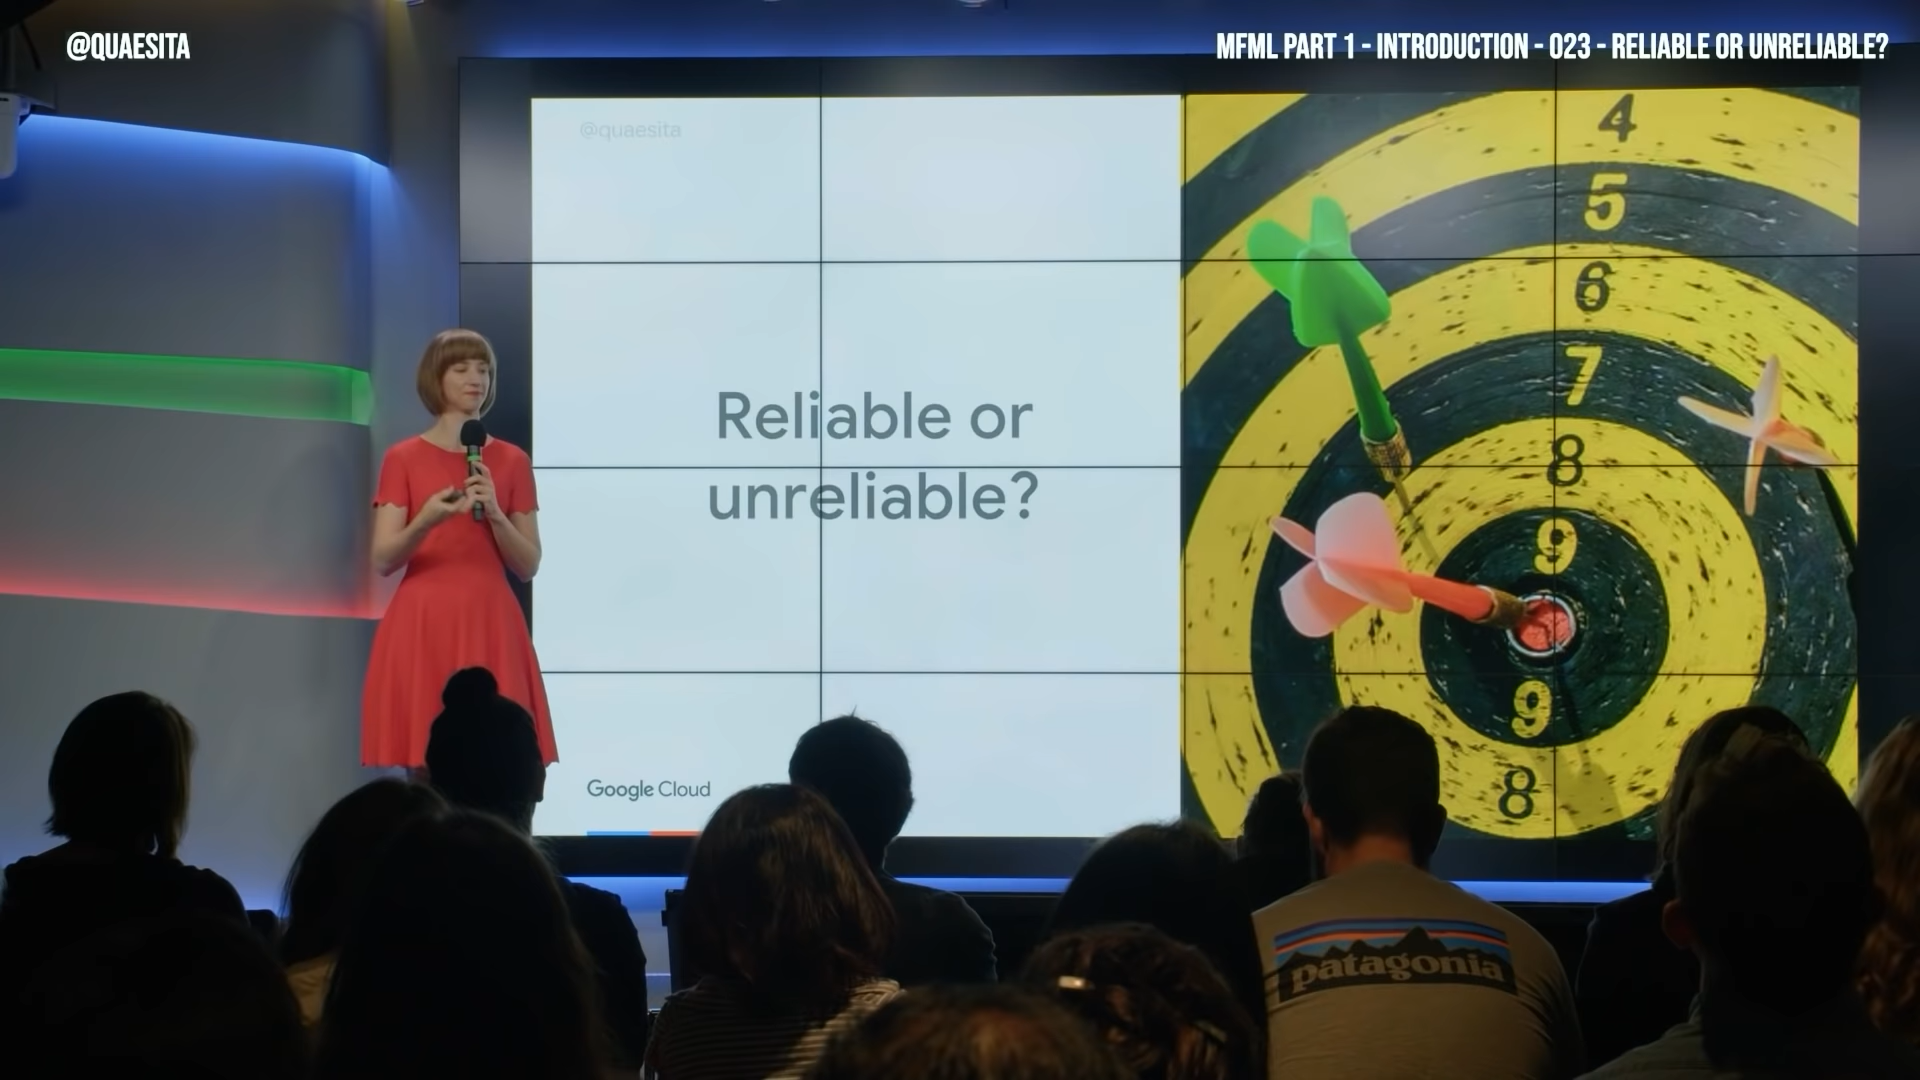 @QUAESITA
MFML PART 1 - INTRODUCTION - 023 - RELIABLE OR UNRELIABLE?
@quaesita
Reliable or
unreliable?
Google Cloud
4
5
6
7
8
9
9
8
patagonia